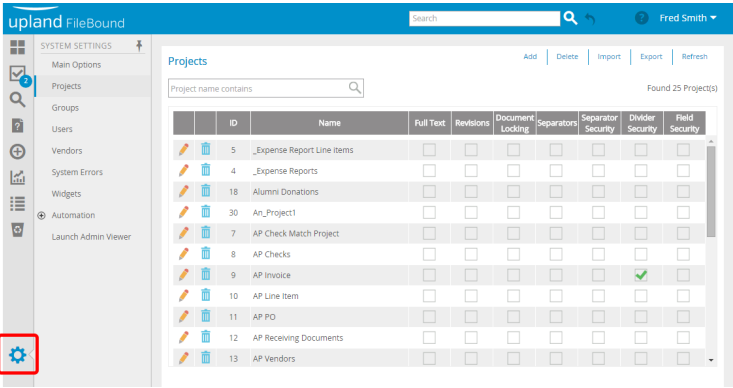 upland FileBound
Search
?
Fred Smith
SYSTEM SETTINGS
Main Options
Projects
Groups
Users
Vendors
System Errors
Widgets
Automation
Launch Admin Viewer
2
?
Projects
Add Delete Import Export Refresh
Project name contains
Found 25 Project(s)
ID Name Full Text Revisions Document Locking Separators Separator Security Divider Security Field Security
5 _Expense Report Line items
4 _Expense Reports
18 Alumni Donations
30 An_Project1
7 AP Check Match Project
8 AP Checks
9 AP Invoice
10 AP Line Item
11 AP PO
12 AP Receiving Documents
13 AP Vendors